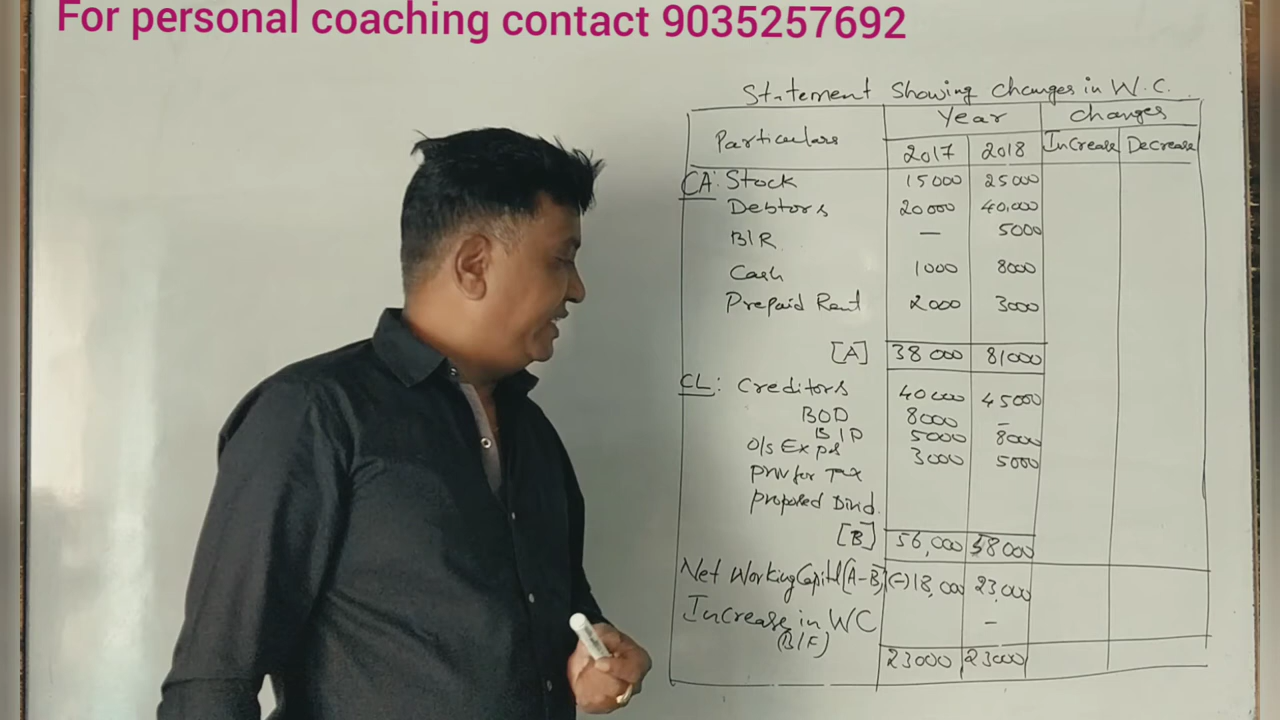 For personal coaching contact 9035257692
Statement Showing Changes in W.C.
Particulars Year Changes
2017 2018 Increase Decrease
CA: Stock 15000 25000
Debtors 20000 40,000
B/R — 5000
Cash 1000 8000
Prepaid Rent 2000 3000
[A] 38000 81000
CL: Creditors 40000 45000
BOD 8000 –
B/P 5000 8000
O/s Exps 3000 5000
Prov for Tax
Proposed Divid.
[B] 56,000 58000
Net Working Capital (A-B) (-)18,000 23,000
Increase in WC –
(B/F)
23000 23000